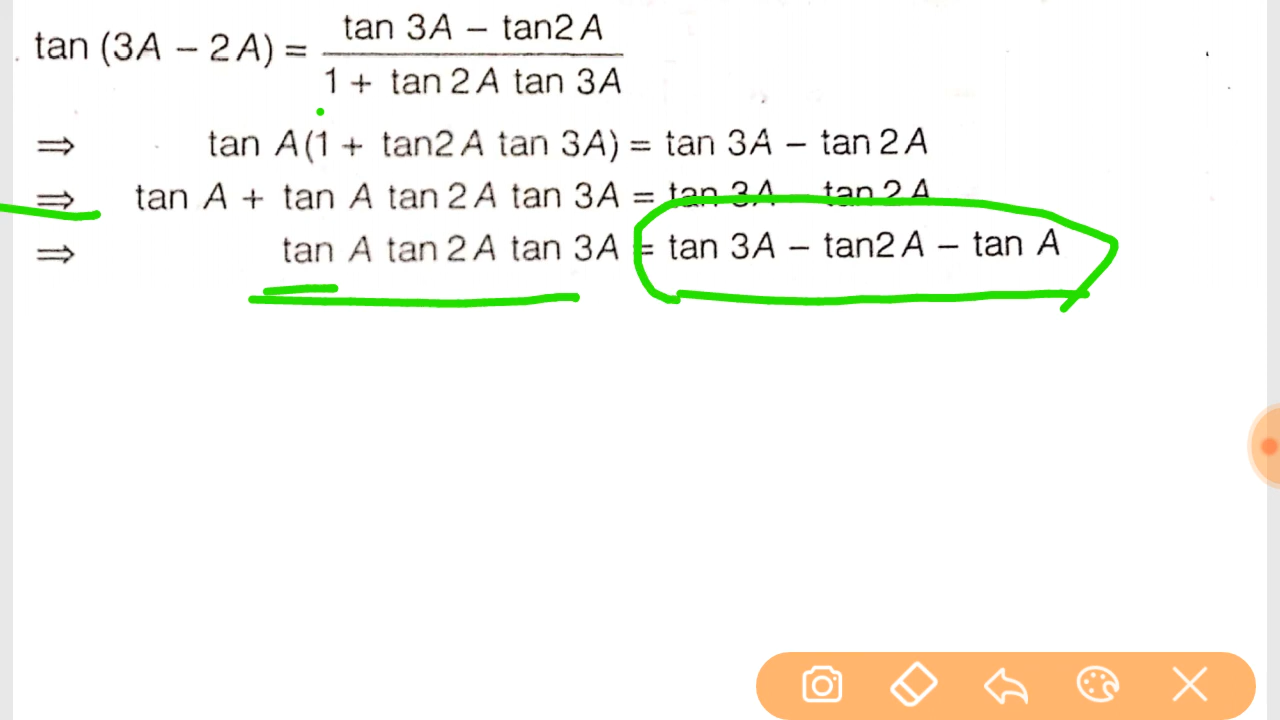 tan (3A − 2A) = tan 3A − tan2A / 1 + tan 2A tan 3A
⇒ tan A(1 + tan2A tan 3A) = tan 3A − tan 2A
⇒ tan A + tan A tan 2A tan 3A = tan 3A − tan 2A
⇒ tan A tan 2A tan 3A = tan 3A − tan2A − tan A